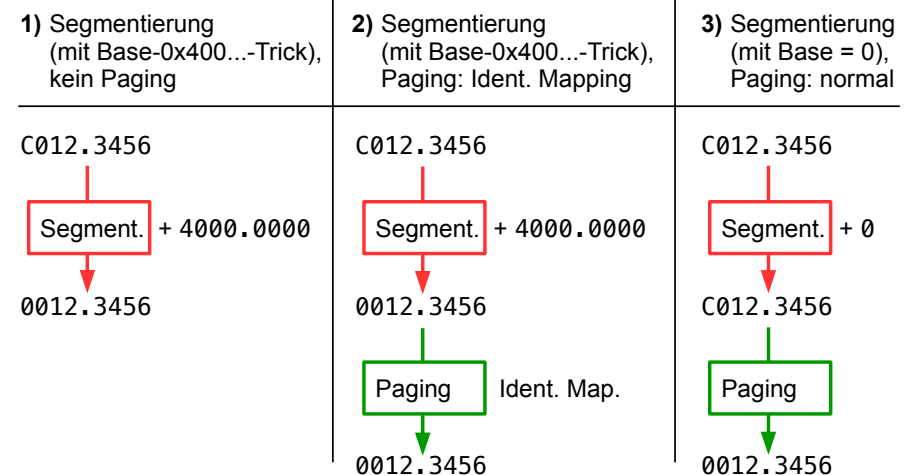 1) Segmentierung
(mit Base-0x400...-Trick),
kein Paging
C012.3456
Segment. + 4000.0000
0012.3456
2) Segmentierung
(mit Base-0x400...-Trick),
Paging: Ident. Mapping
C012.3456
Segment. + 4000.0000
0012.3456
Paging Ident. Map.
0012.3456
3) Segmentierung
(mit Base = 0),
Paging: normal
C012.3456
Segment. + 0
C012.3456
Paging
0012.3456